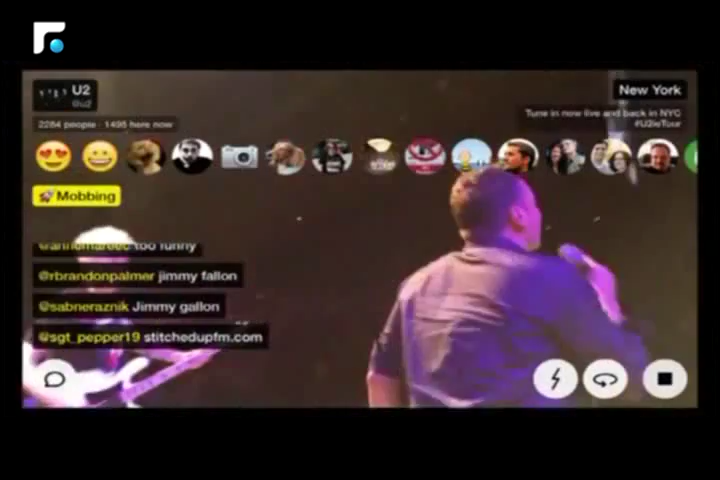 U2
@u2
New York
2284 people · 1495 here now
Tune in now live and back in NYC
#U2ieTour
Mobbing
too funny
@rbrandonpalmer jimmy fallon
@sabneraznik Jimmy gallon
@sgt_pepper19 stitchedupfm.com